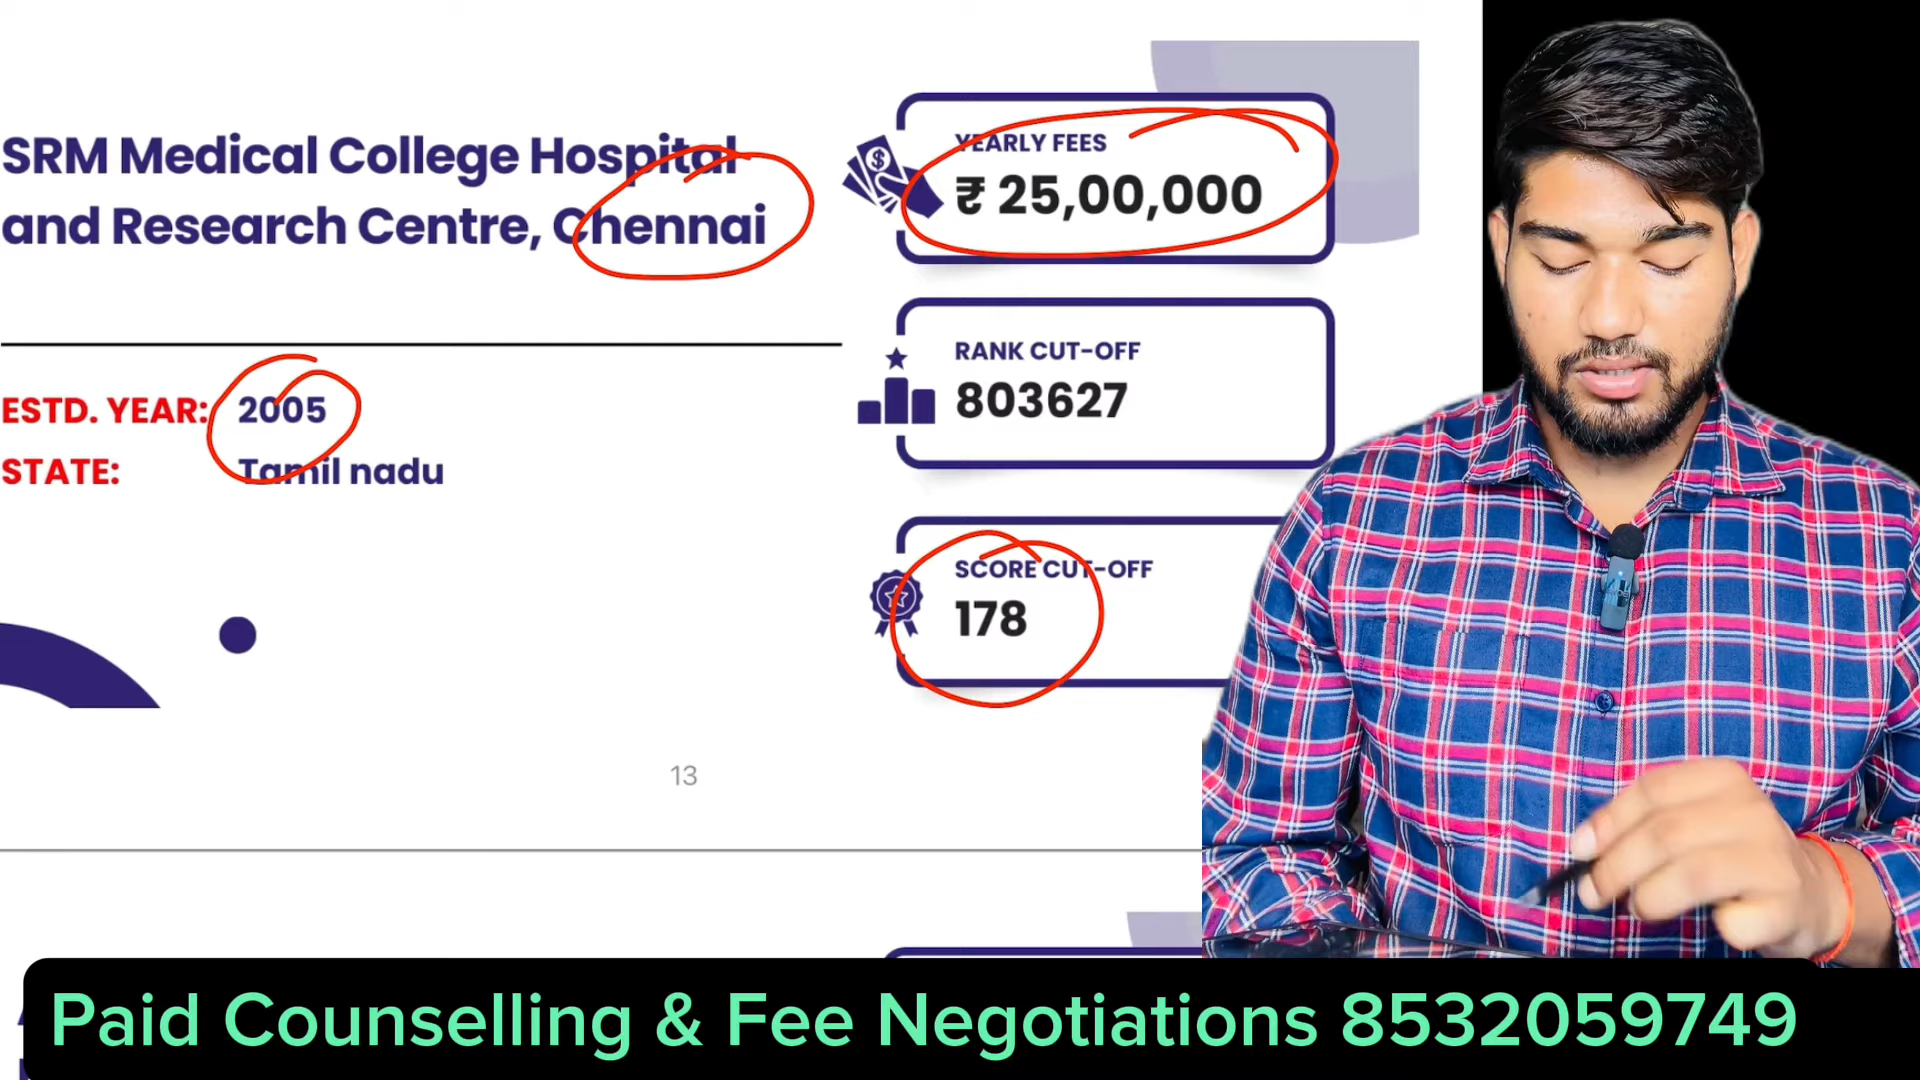 SRM Medical College Hospital
and Research Centre, Chennai
ESTD. YEAR: 2005
STATE: Tamil nadu
YEARLY FEES
₹ 25,00,000
RANK CUT-OFF
803627
SCORE CUT-OFF
178
13
Paid Counselling & Fee Negotiations 8532059749